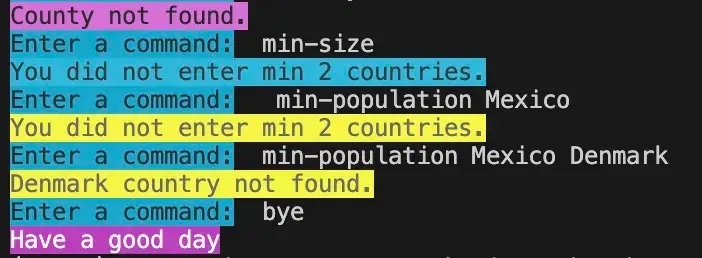 County not found.
Enter a command:  min-size
You did not enter min 2 countries.
Enter a command:   min-population Mexico
You did not enter min 2 countries.
Enter a command:  min-population Mexico Denmark
Denmark country not found.
Enter a command:  bye
Have a good day